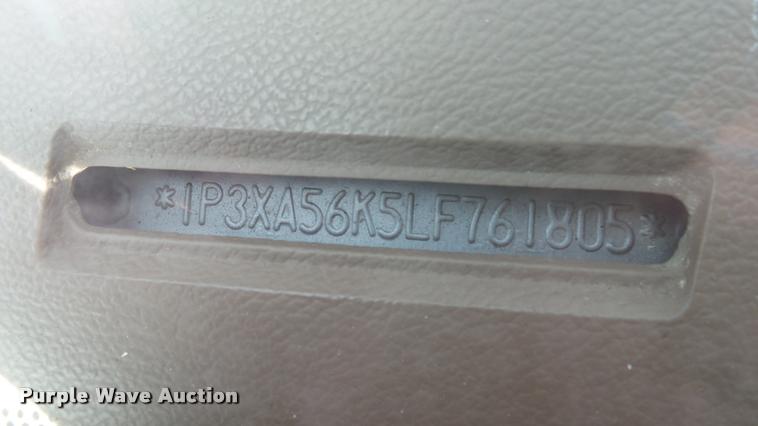 *1P3XA56K5LF761805*
Purple Wave Auction